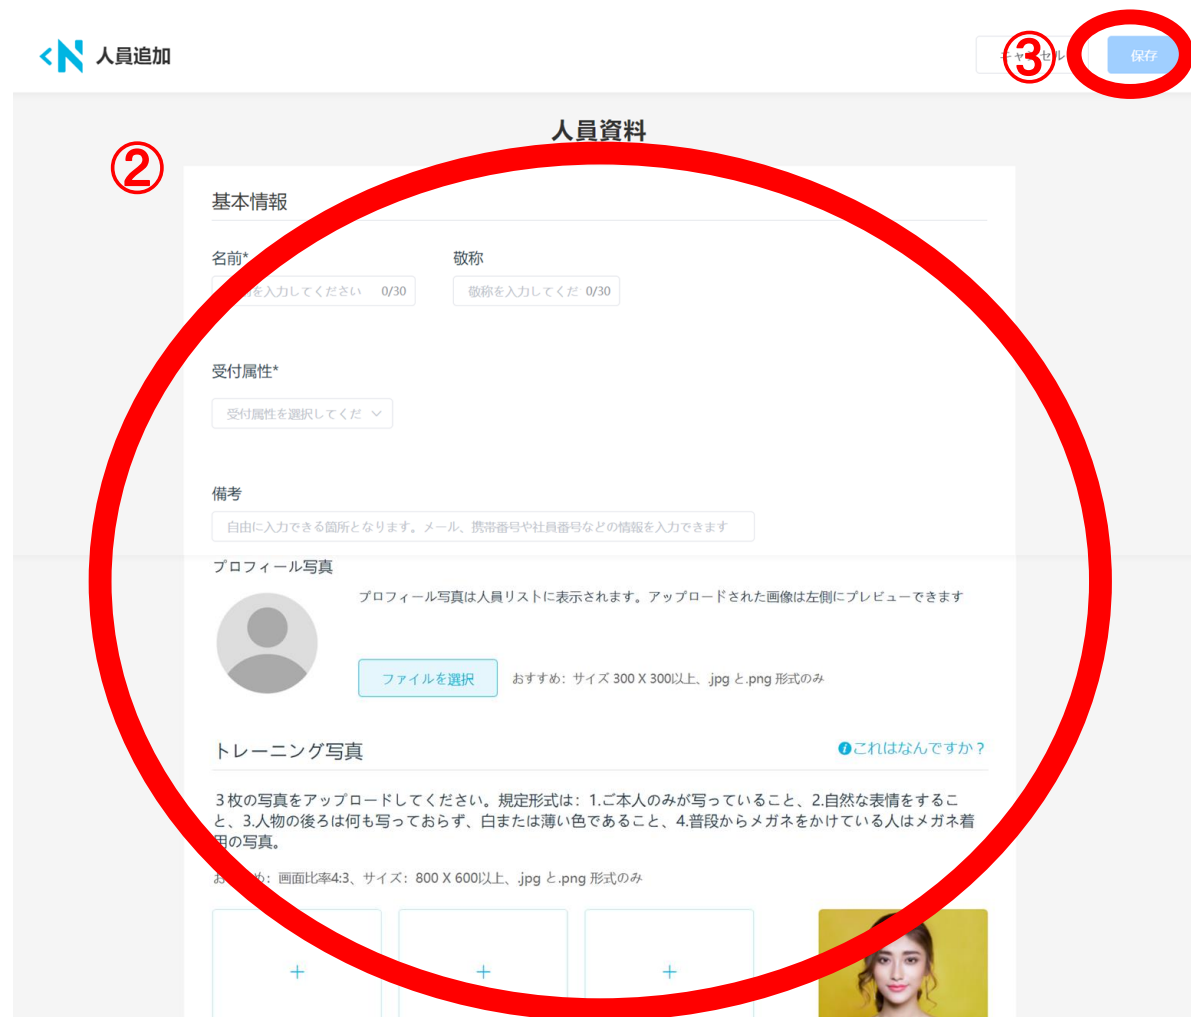 人員追加
③
保存
人員資料
②
基本情報
名前*
敬称
を入力してください 0/30
敬称を入力してくだ 0/30
受付属性*
受付属性を選択してくだ
備考
自由に入力できる箇所となります。メール、携帯番号や社員番号などの情報を入力できます
プロフィール写真
プロフィール写真は人員リストに表示されます。アップロードされた画像は左側にプレビューできます
ファイルを選択
おすすめ：サイズ 300 X 300以上、.jpg と.png 形式のみ
トレーニング写真
これはなんですか？
３枚の写真をアップロードしてください。規定形式は：1.ご本人のみが写っていること、2.自然な表情をするこ
と、3.人物の後ろは何も写っておらず、白または薄い色であること、4.普段からメガネをかけている人はメガネ着
用の写真。
おすすめ：画面比率4:3、サイズ：800 X 600以上、.jpg と.png 形式のみ
+
+
+